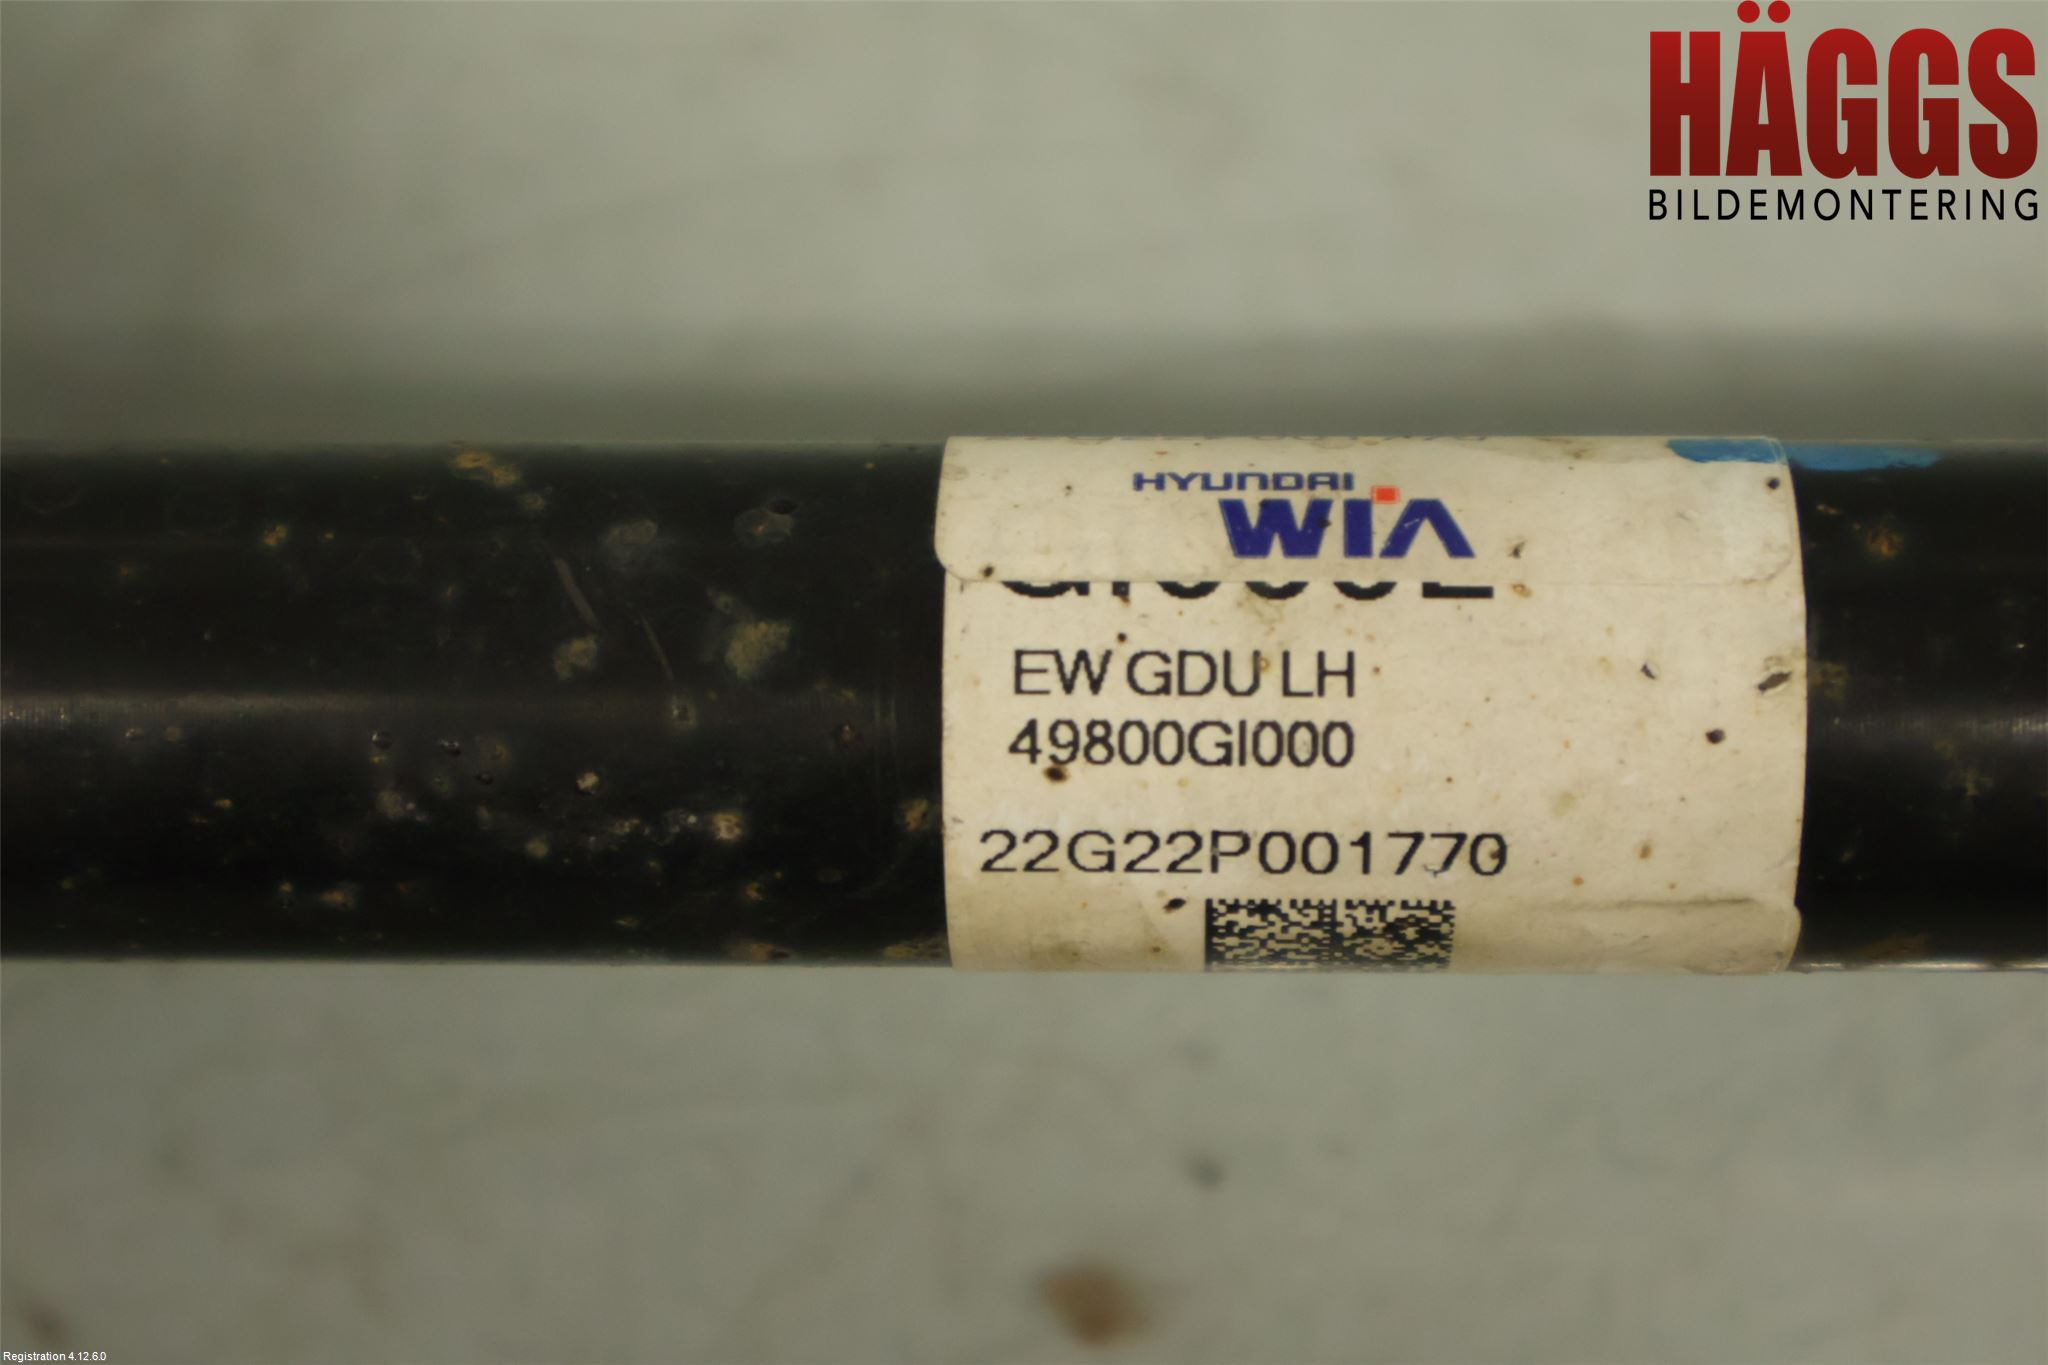 HÄGGS
BILDEMONTERING
HYUNDAI
WIA
EW GDU LH
49800GI000
22G22P001770
Registration 4.12.6.0